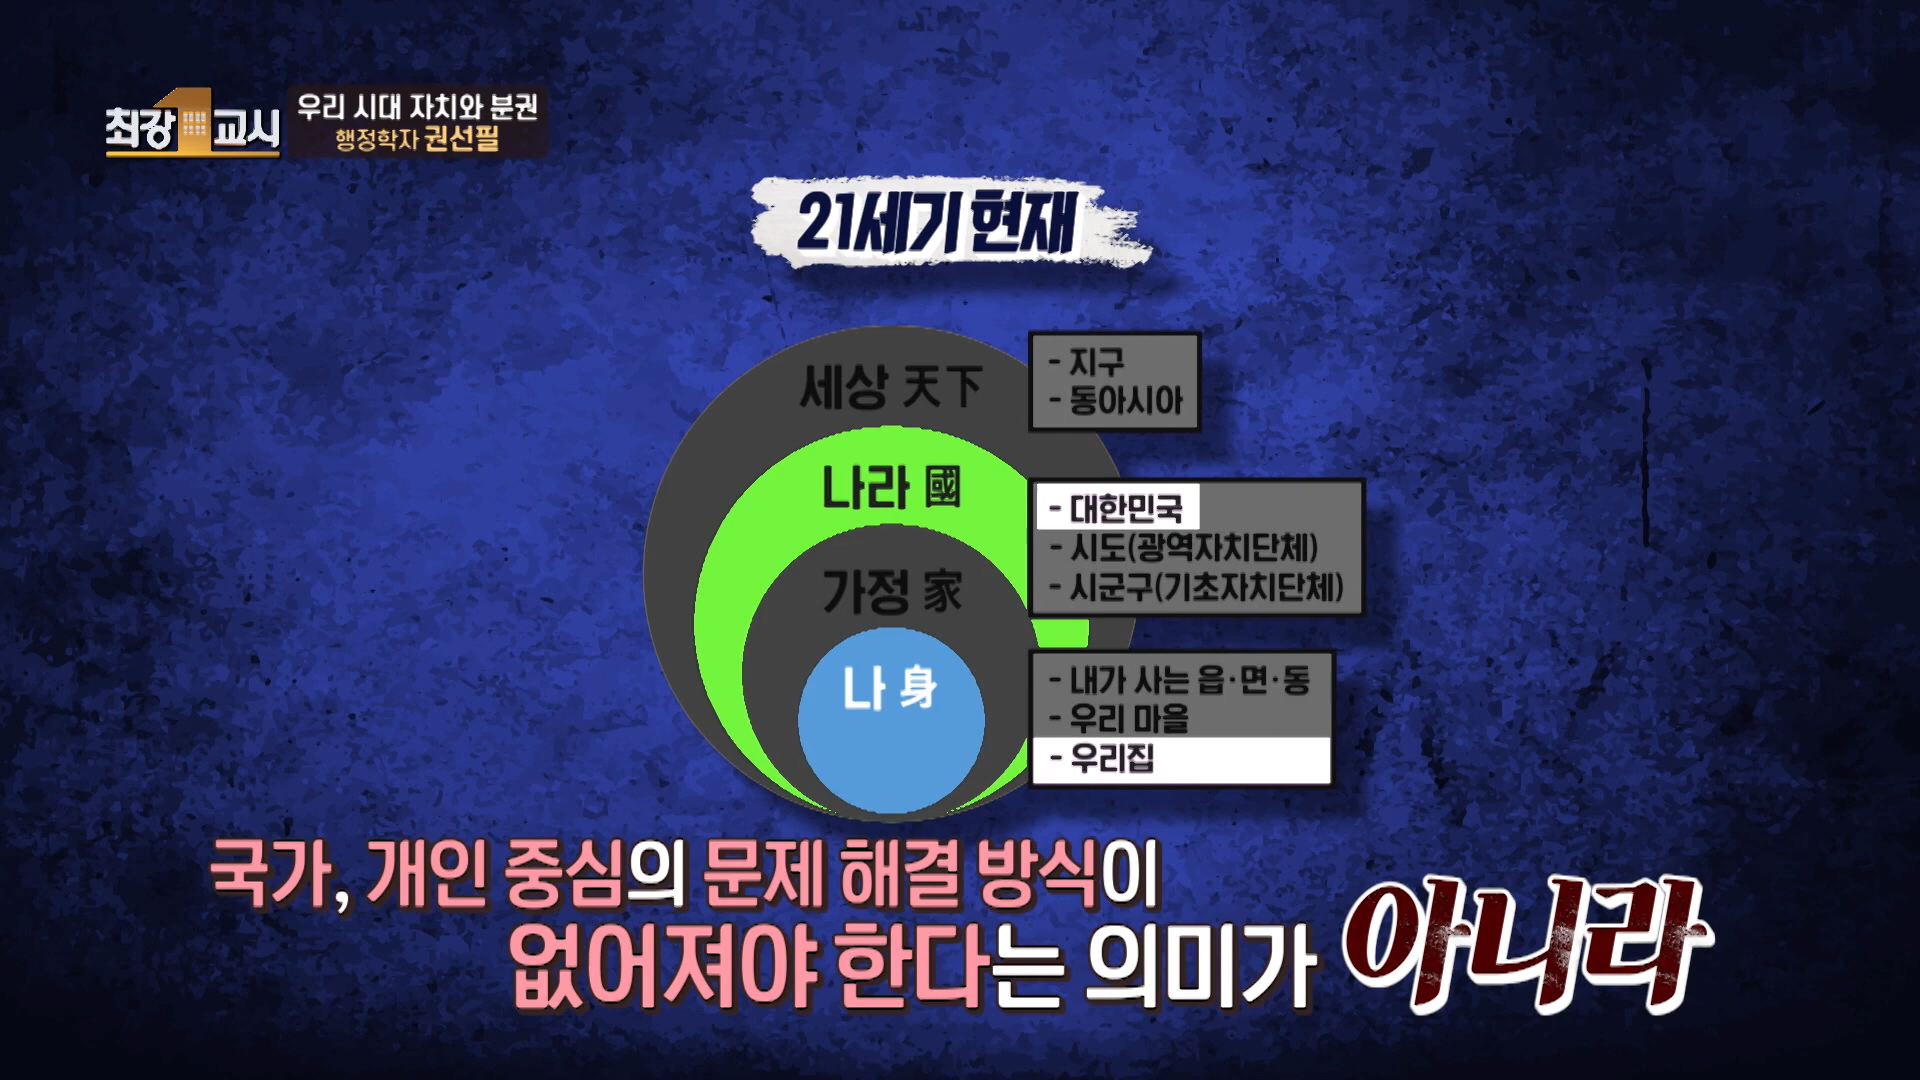 최강1교시
우리 시대 자치와 분권
행정학자 권선필
21세기 현재
세상 天下
- 지구
- 동아시아
나라 國
- 대한민국
- 시도(광역자치단체)
- 시군구(기초자치단체)
가정 家
나 身
- 내가 사는 읍·면·동
- 우리 마을
- 우리집
국가, 개인 중심의 문제 해결 방식이
없어져야 한다는 의미가 아니라